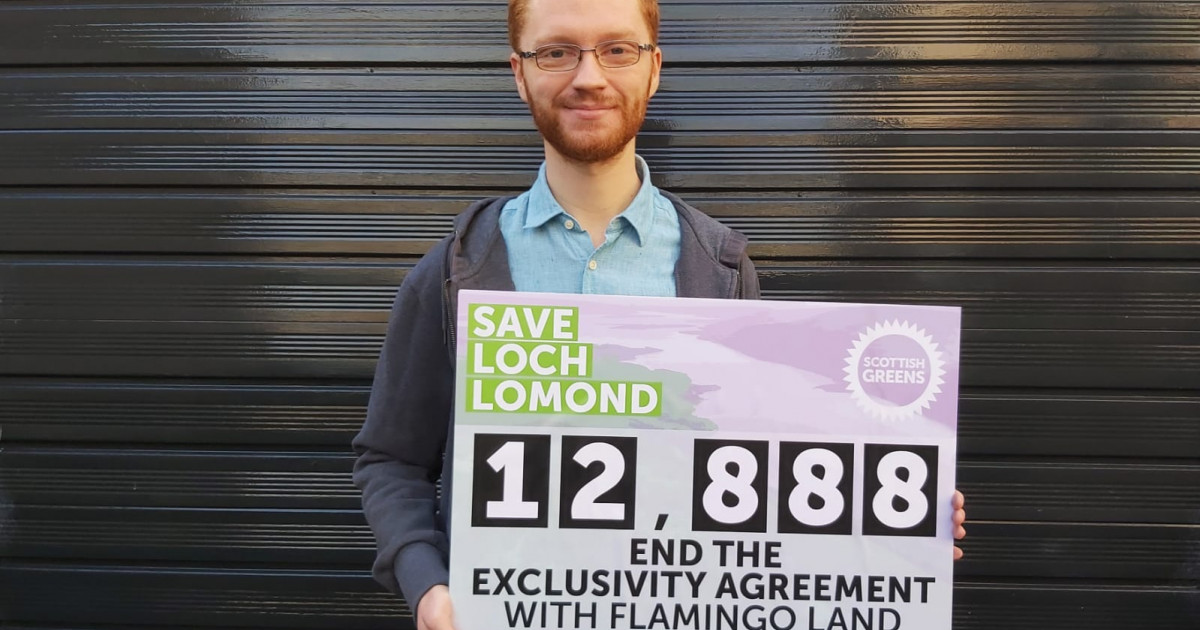 SAVE
LOCH
LOMOND
SCOTTISH
GREENS
12,888
END THE
EXCLUSIVITY AGREEMENT
WITH FLAMINGO LAND